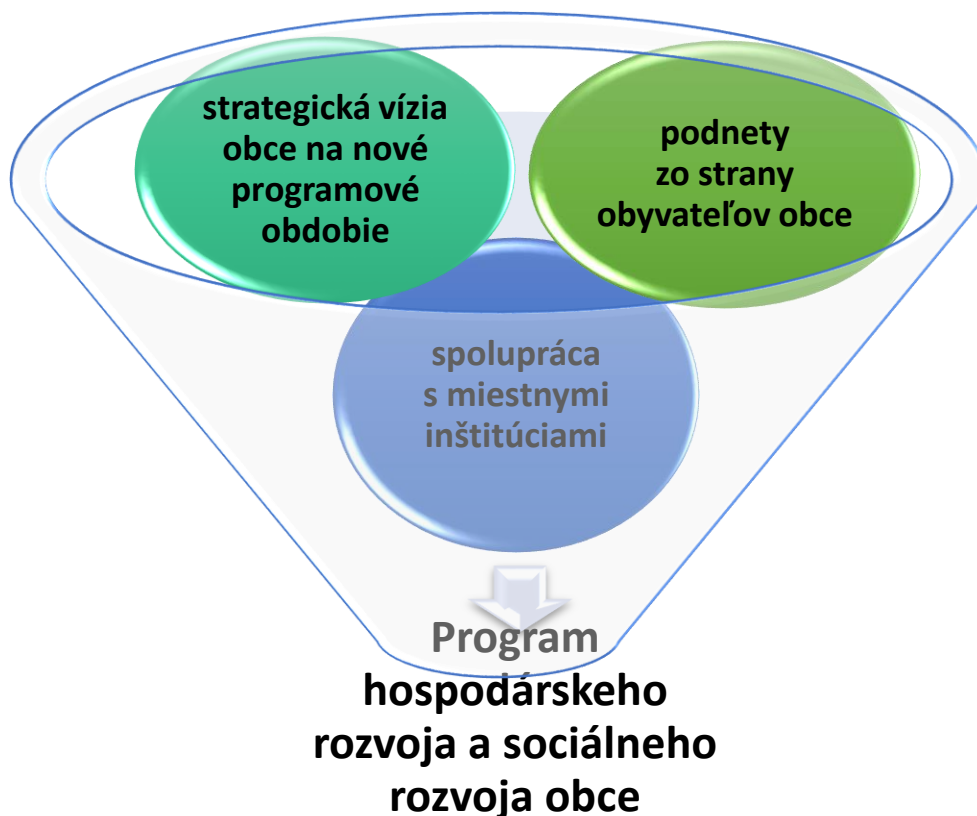 strategická vízia
obce na nové
programové
obdobie
podnety
zo strany
obyvateľov obce
spolupráca
s miestnymi
inštitúciami
Program
hospodárskeho
rozvoja a sociálneho
rozvoja obce